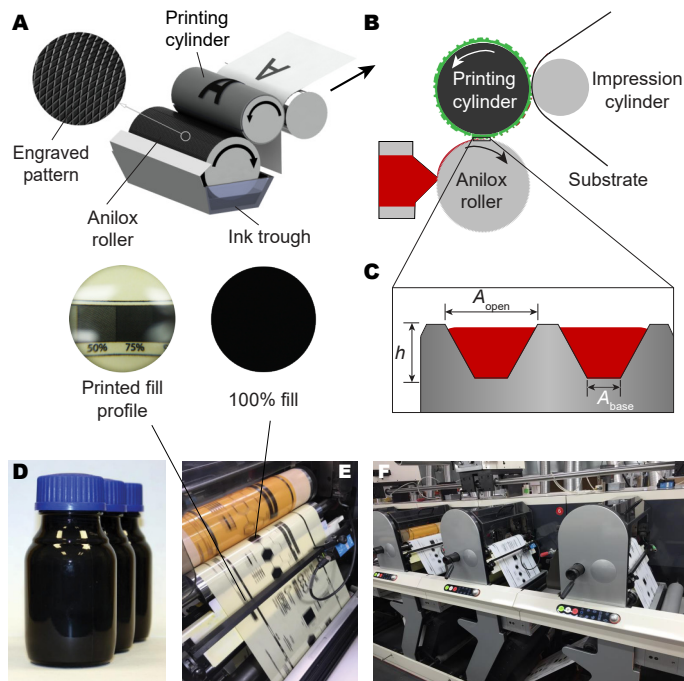 A
Printing
cylinder
Engraved
pattern
Anilox
roller
Ink trough
B
Printing
cylinder
Impression
cylinder
Anilox
roller
Substrate
C
A open
h
A base
50% 75%
Printed fill
profile
100% fill
D
E
F
6